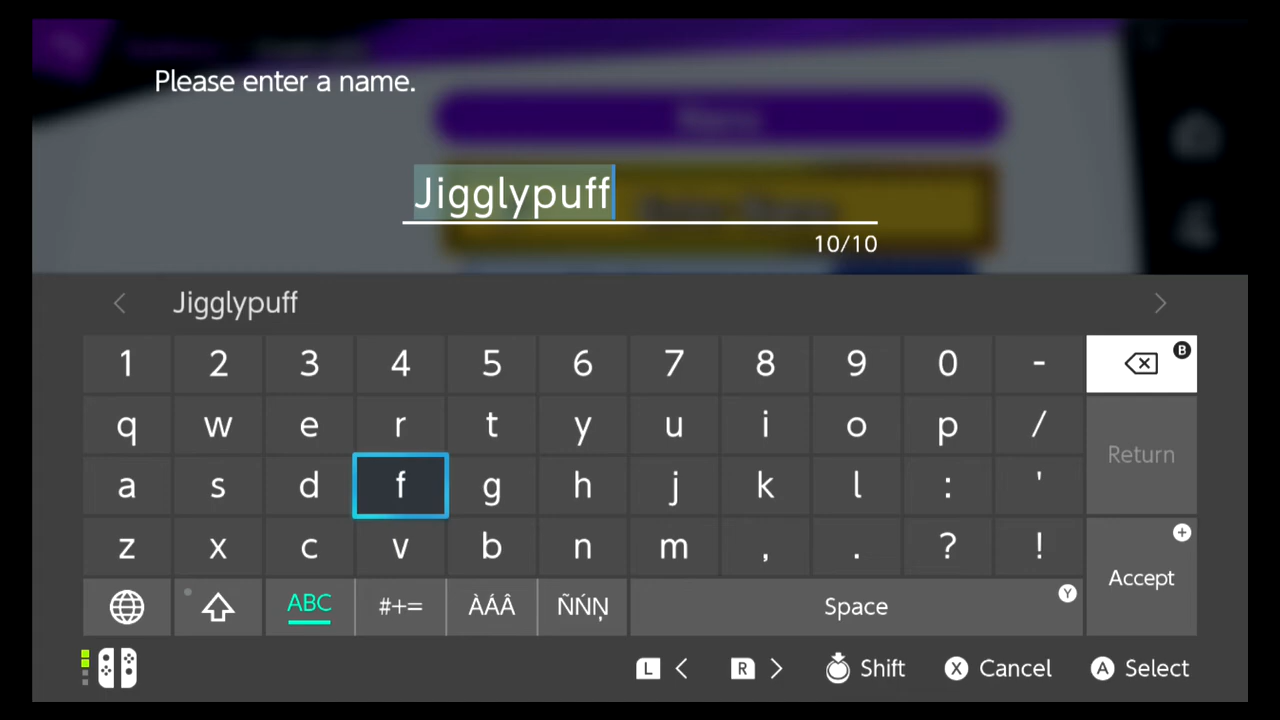 Please enter a name.
Jigglypuff
10/10
Jigglypuff
1 2 3 4 5 6 7 8 9 0 -
B
q w e r t y u i o p /
Return
a s d f g h j k l : '
z x c v b n m , . ? !
+
Accept
ABC #+= ÀÁÂ ÑŃŅ Space Y
L < R > Shift X Cancel A Select